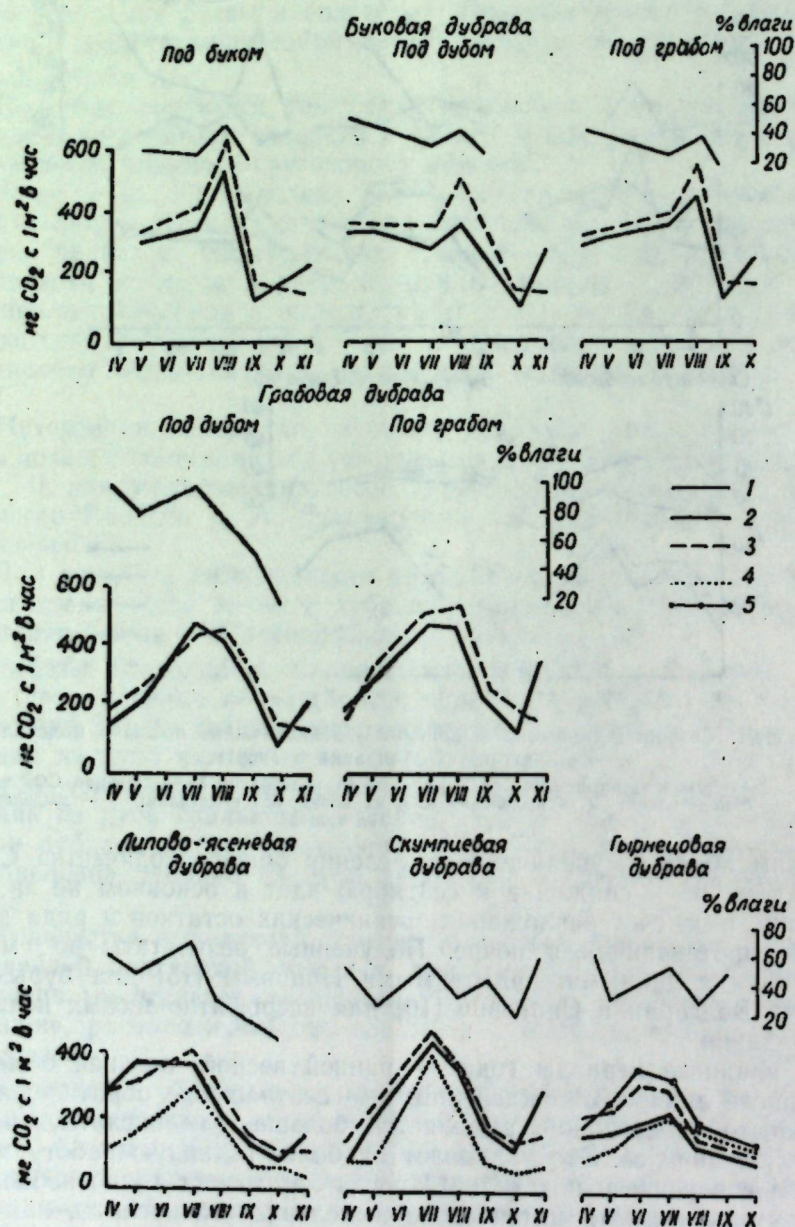 Буковая дубрава
Под буком Под дубом Под грабом
% влаги
100
80
60
40
20
мг CO₂ с 1 м² в час
600
400
200
0
IV V VI VII VIII IX X XI
IV V VI VII VIII IX X XI
IV V VI VII VIII IX X
Грабовая дубрава
Под дубом Под грабом
% влаги
100
80
60
40
20
1
2
3
4
5
мг CO₂ с 1 м² в час
600
400
200
0
IV V VI VII VIII IX X XI
IV V VI VII VIII IX X XI
Липово-ясеневая дубрава
Скумпиевая дубрава
Гырнецовая дубрава
% влаги
80
60
40
20
мг CO₂ с 1 м² в час
400
200
0
IV V VI VII VIII IX X XI
IV V VI VII VIII IX X XI
IV V VI VII VIII IX X